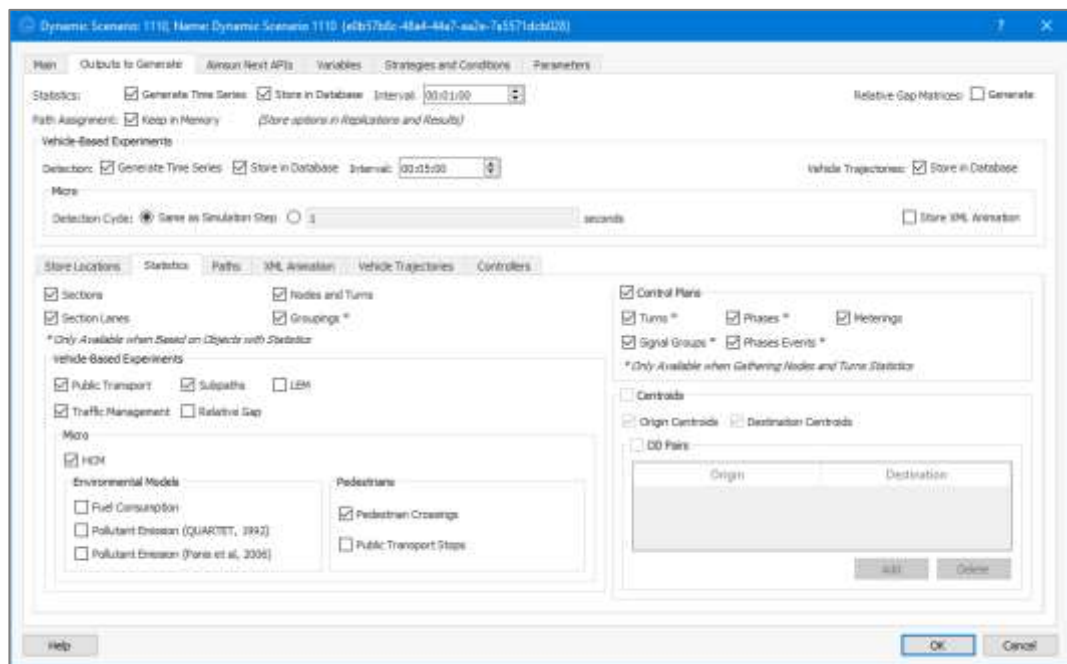 Dynamic Scenario: 1110, Name: Dynamic Scenario 1110
? ×
Main Outputs to Generate Aimsun Next APIs Variables Strategies and Conditions Parameters
Statistics: Generate Time Series Store in Database Interval: 00:01:00 Relative Gap Matrices: Generate
Path Assignment: Keep in Memory (Store options in Replications and Results)
Vehicle-Based Experiments
Detection: Generate Time Series Store in Database Interval: 00:15:00 Vehicle Trajectories: Store in Database
Micro
Detection Cycle: Same as Simulation Step seconds Store XML Animation
Store Locations Statistics Paths XML Animation Vehicle Trajectories Controllers
Sections Nodes and Turns
Section Lanes Groupings *
* Only Available when Based on Objects with Statistics
Vehicle-Based Experiments
Public Transport Subpaths LEM
Traffic Management Relative Gap
Micro
HCM
Environmental Models
Fuel Consumption
Pollutant Emission (QUARTET, 1992)
Pollutant Emission (Panis et al, 2006)
Pedestrians
Pedestrian Crossings
Public Transport Stops
Control Plans
Turns * Phases * Meterings
Signal Groups * Phases Events *
* Only Available when Gathering Nodes and Turns Statistics
Centroids
Origin Centroids Destination Centroids
OD Pairs
Origin Destination
Add Delete
Help OK Cancel